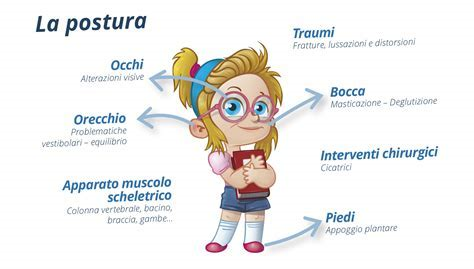 La postura
Occhi
Alterazioni visive
Orecchio
Problematiche
vestibolari – equilibrio
Apparato muscolo
scheletrico
Colonna vertebrale, bacino,
braccia, gambe...
Traumi
Fratture, lussazioni e distorsioni
Bocca
Masticazione – Deglutizione
Interventi chirurgici
Cicatrici
Piedi
Appoggio plantare